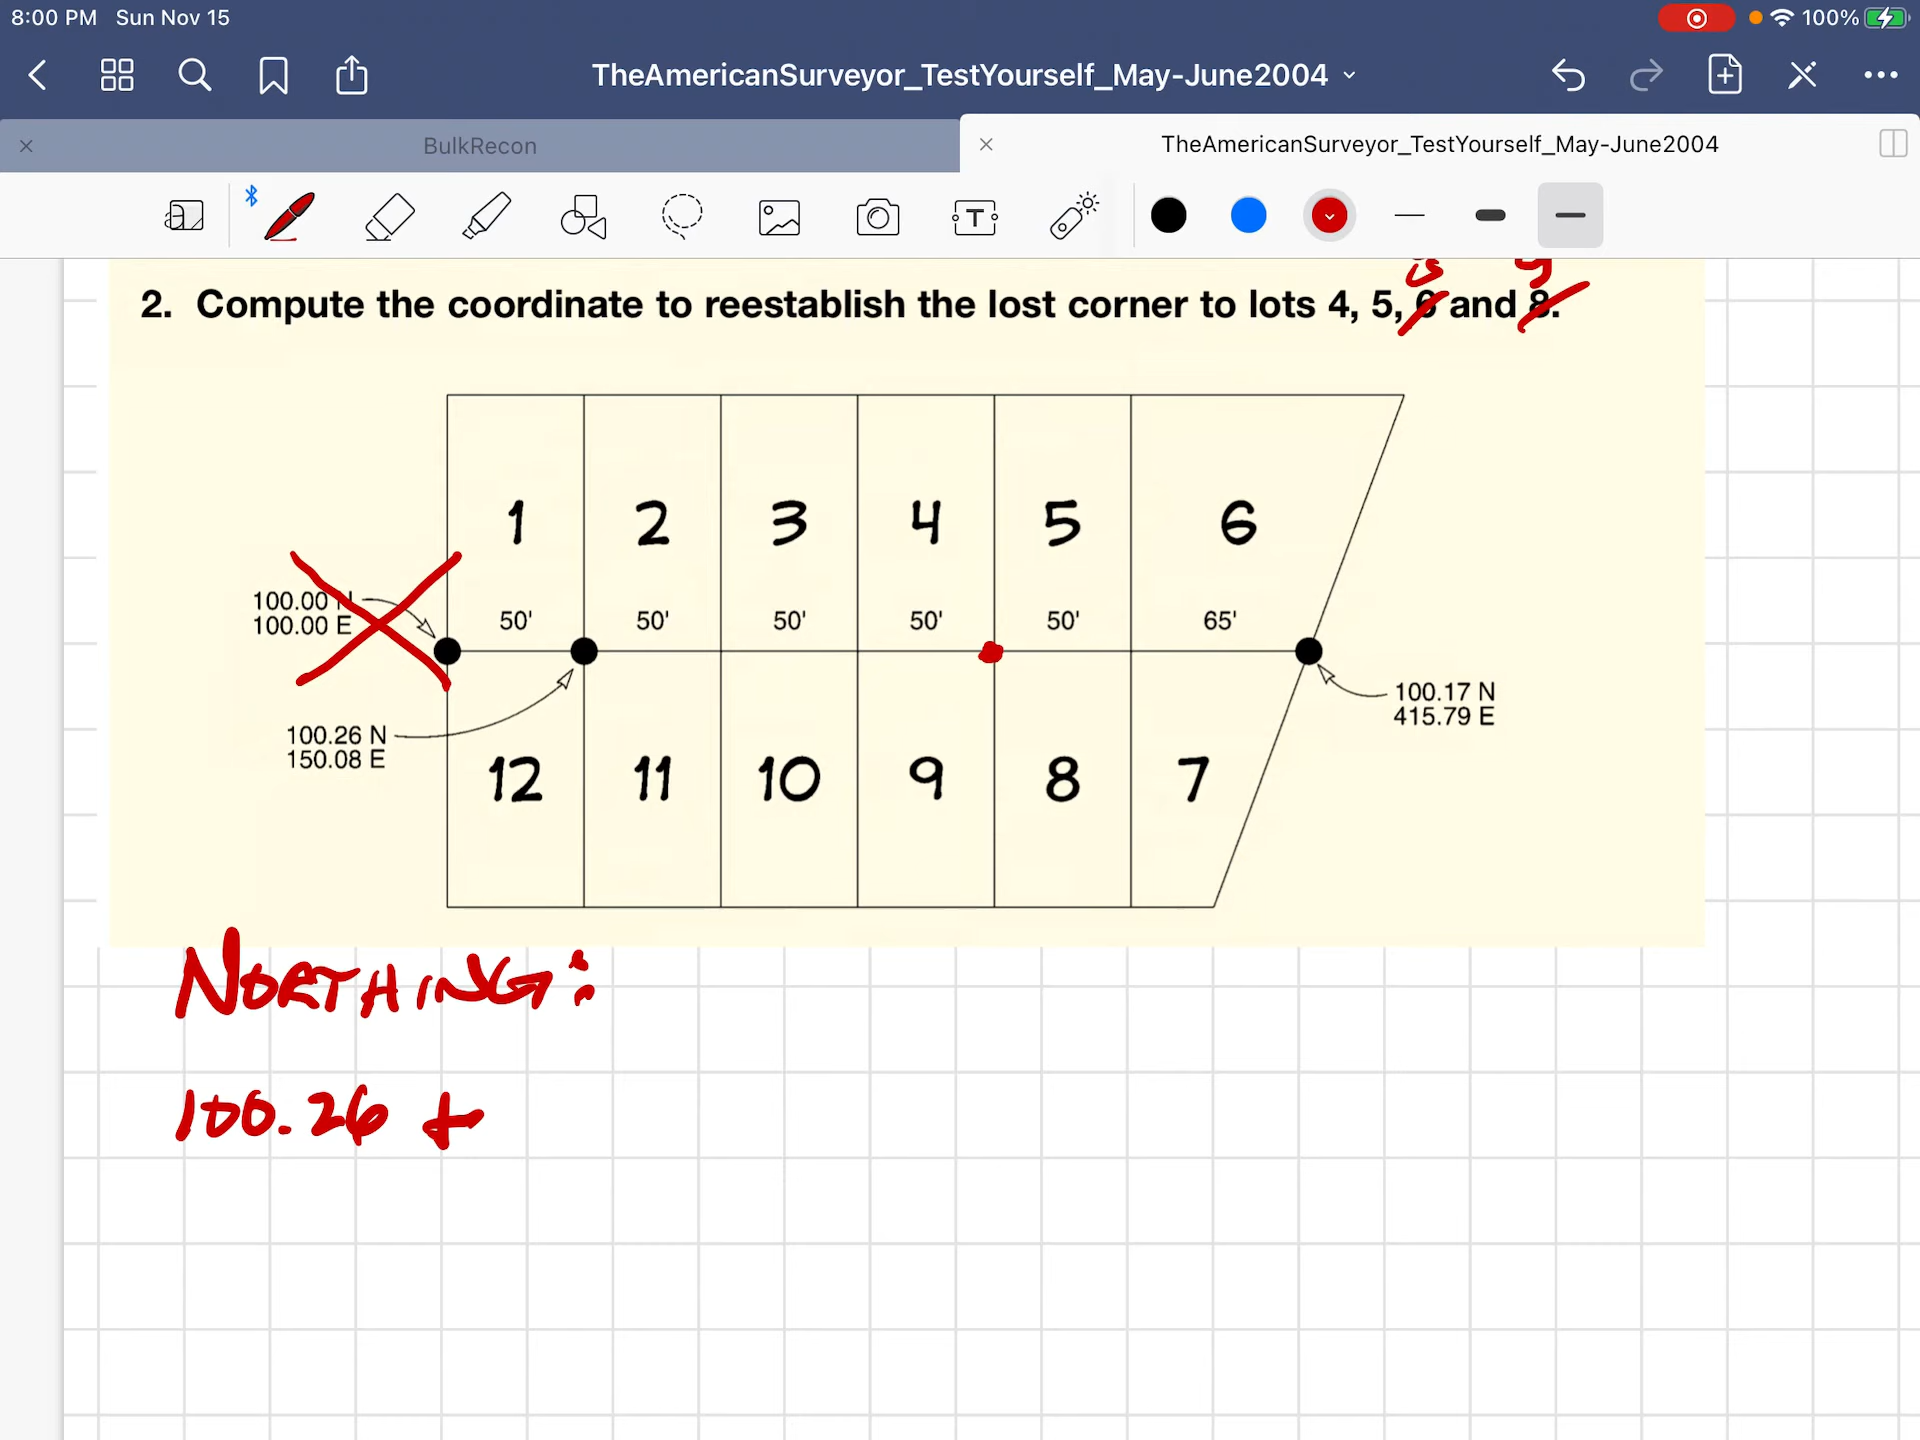 8:00 PM Sun Nov 15
100%
TheAmericanSurveyor_TestYourself_May-June2004
BulkRecon
TheAmericanSurveyor_TestYourself_May-June2004
T
2. Compute the coordinate to reestablish the lost corner to lots 4, 5, 6 and 8.
1 2 3 4 5 6
100.00 N
100.00 E
50' 50' 50' 50' 50' 65'
100.17 N
415.79 E
100.26 N
150.08 E
12 11 10 9 8 7
NORTHING:
100.26 +